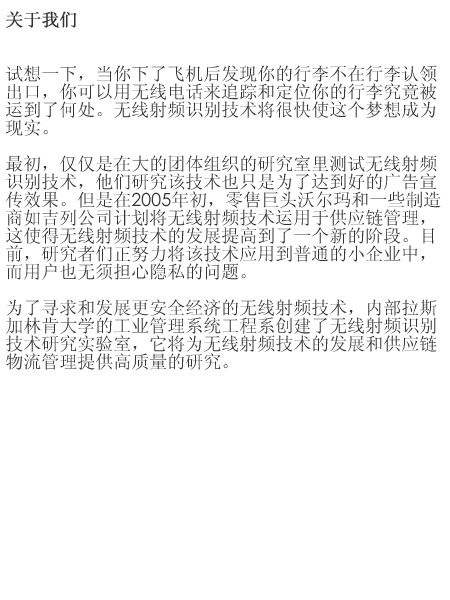 关于我们
试想一下，当你下了飞机后发现你的行李不在行李认领
出口，你可以用无线电话来追踪和定位你的行李究竟被
运到了何处。无线射频识别技术将很快使这个梦想成为
现实。
最初，仅仅是在大的团体组织的研究室里测试无线射频
识别技术，他们研究该技术也只是为了达到好的广告宣
传效果。但是在2005年初，零售巨头沃尔玛和一些制造
商如吉列公司计划将无线射频技术运用于供应链管理，
这使得无线射频技术的发展提高到了一个新的阶段。目
前，研究者们正努力将该技术应用到普通的小企业中，
而用户也无须担心隐私的问题。
为了寻求和发展更安全经济的无线射频技术，内部拉斯
加林肯大学的工业管理系统工程系创建了无线射频识别
技术研究实验室，它将为无线射频技术的发展和供应链
物流管理提供高质量的研究。